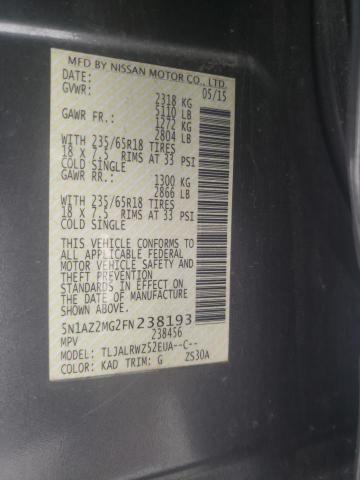 MFD BY NISSAN MOTOR CO., LTD.
DATE: 05/15
GVWR: 2318 KG
5110 LB
GAWR FR.: 1272 KG
2804 LB
WITH 235/65R18 TIRES
18 X 7.5 RIMS AT 33 PSI
COLD SINGLE
GAWR RR.: 1300 KG
2866 LB
WITH 235/65R18 TIRES
18 X 7.5 RIMS AT 33 PSI
COLD SINGLE
THIS VEHICLE CONFORMS TO
ALL APPLICABLE FEDERAL
MOTOR VEHICLE SAFETY AND
THEFT PREVENTION
STANDARDS IN EFFECT ON THE
DATE OF MANUFACTURE
SHOWN ABOVE.
5N1AZ2MG2FN238193
MPV 238456
MODEL: TLJALRWZ52EUA--C--
COLOR: KAD TRIM: G ZS30A